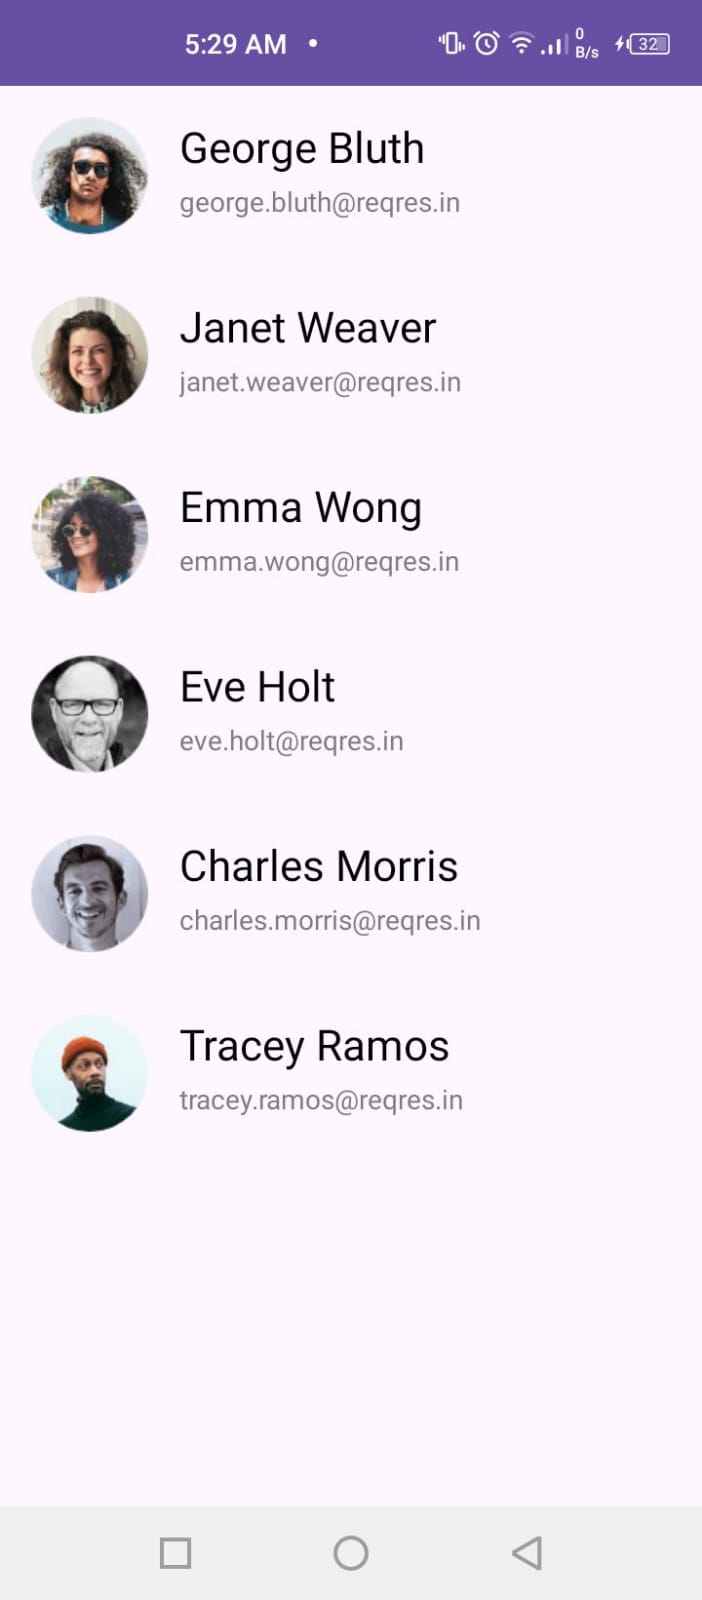 5:29 AM
0
B/s
32
George Bluth
george.bluth@reqres.in
Janet Weaver
janet.weaver@reqres.in
Emma Wong
emma.wong@reqres.in
Eve Holt
eve.holt@reqres.in
Charles Morris
charles.morris@reqres.in
Tracey Ramos
tracey.ramos@reqres.in